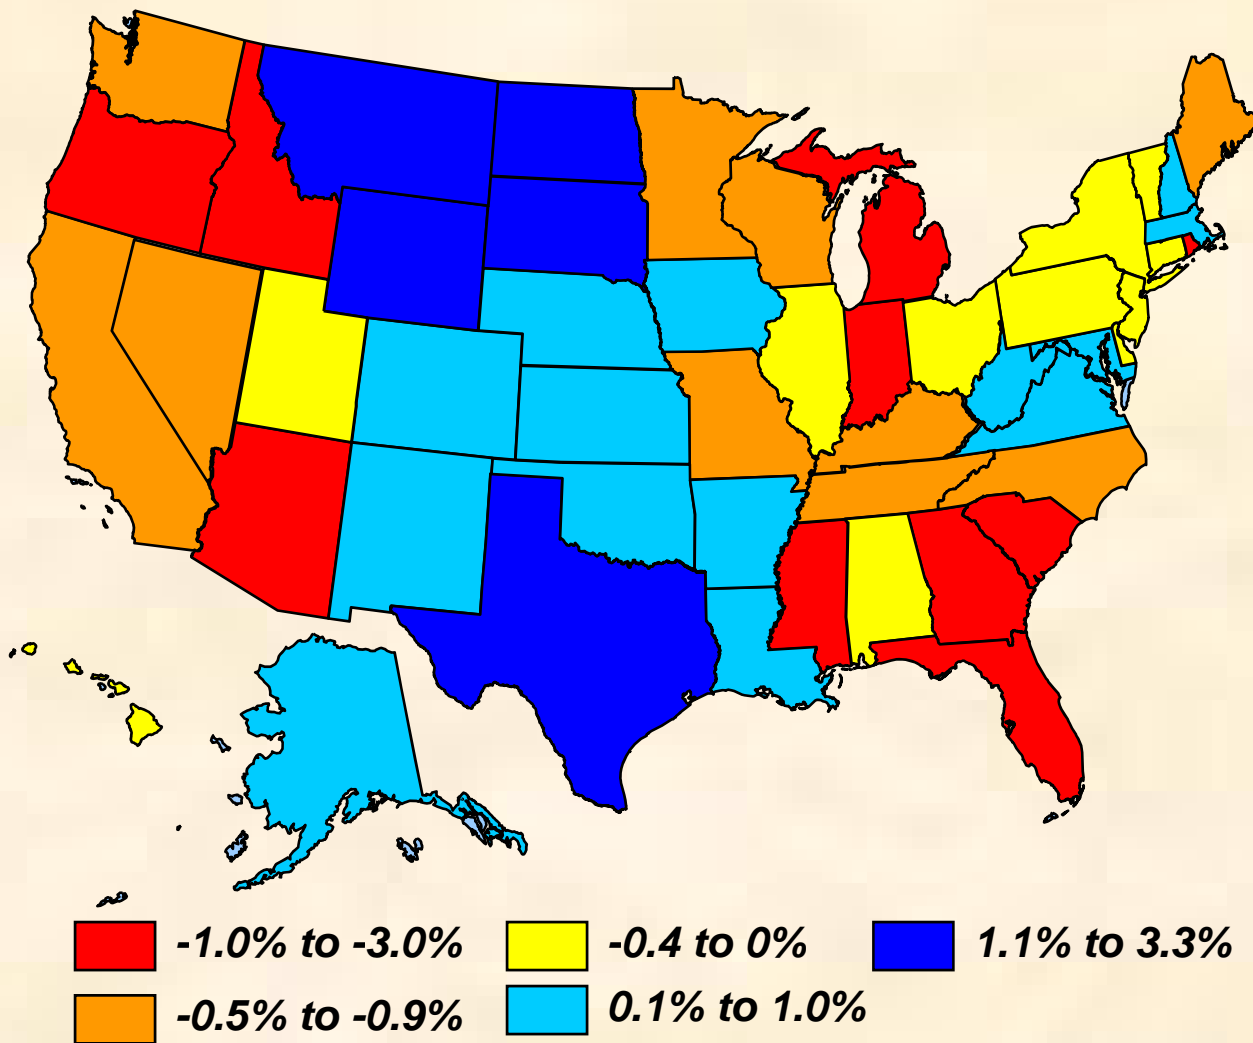 -1.0% to -3.0%
-0.4 to 0%
1.1% to 3.3%
-0.5% to -0.9%
0.1% to 1.0%